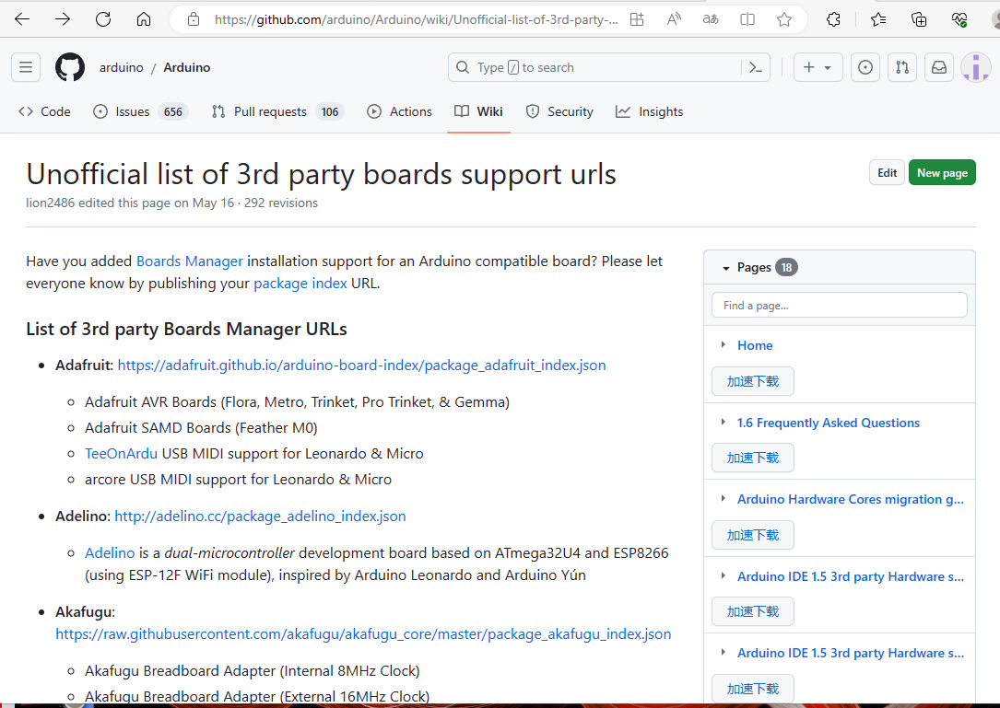 https://github.com/arduino/Arduino/wiki/Unofficial-list-of-3rd-party-...
arduino / Arduino
Type / to search
Code
Issues 656
Pull requests 106
Actions
Wiki
Security
Insights
Unofficial list of 3rd party boards support urls
Edit
New page
lion2486 edited this page on May 16 · 292 revisions
Have you added Boards Manager installation support for an Arduino compatible board? Please let
everyone know by publishing your package index URL.
List of 3rd party Boards Manager URLs
Adafruit: https://adafruit.github.io/arduino-board-index/package_adafruit_index.json
Adafruit AVR Boards (Flora, Metro, Trinket, Pro Trinket, & Gemma)
Adafruit SAMD Boards (Feather M0)
TeeOnArdu USB MIDI support for Leonardo & Micro
arcore USB MIDI support for Leonardo & Micro
Adelino: http://adelino.cc/package_adelino_index.json
Adelino is a dual-microcontroller development board based on ATmega32U4 and ESP8266
(using ESP-12F WiFi module), inspired by Arduino Leonardo and Arduino Yún
Akafugu:
https://raw.githubusercontent.com/akafugu/akafugu_core/master/package_akafugu_index.json
Akafugu Breadboard Adapter (Internal 8MHz Clock)
Akafugu Breadboard Adapter (External 16MHz Clock)
Pages 18
Find a page...
Home
加速下载
1.6 Frequently Asked Questions
加速下载
Arduino Hardware Cores migration g...
加速下载
Arduino IDE 1.5 3rd party Hardware s...
加速下载
Arduino IDE 1.5 3rd party Hardware s...
加速下载